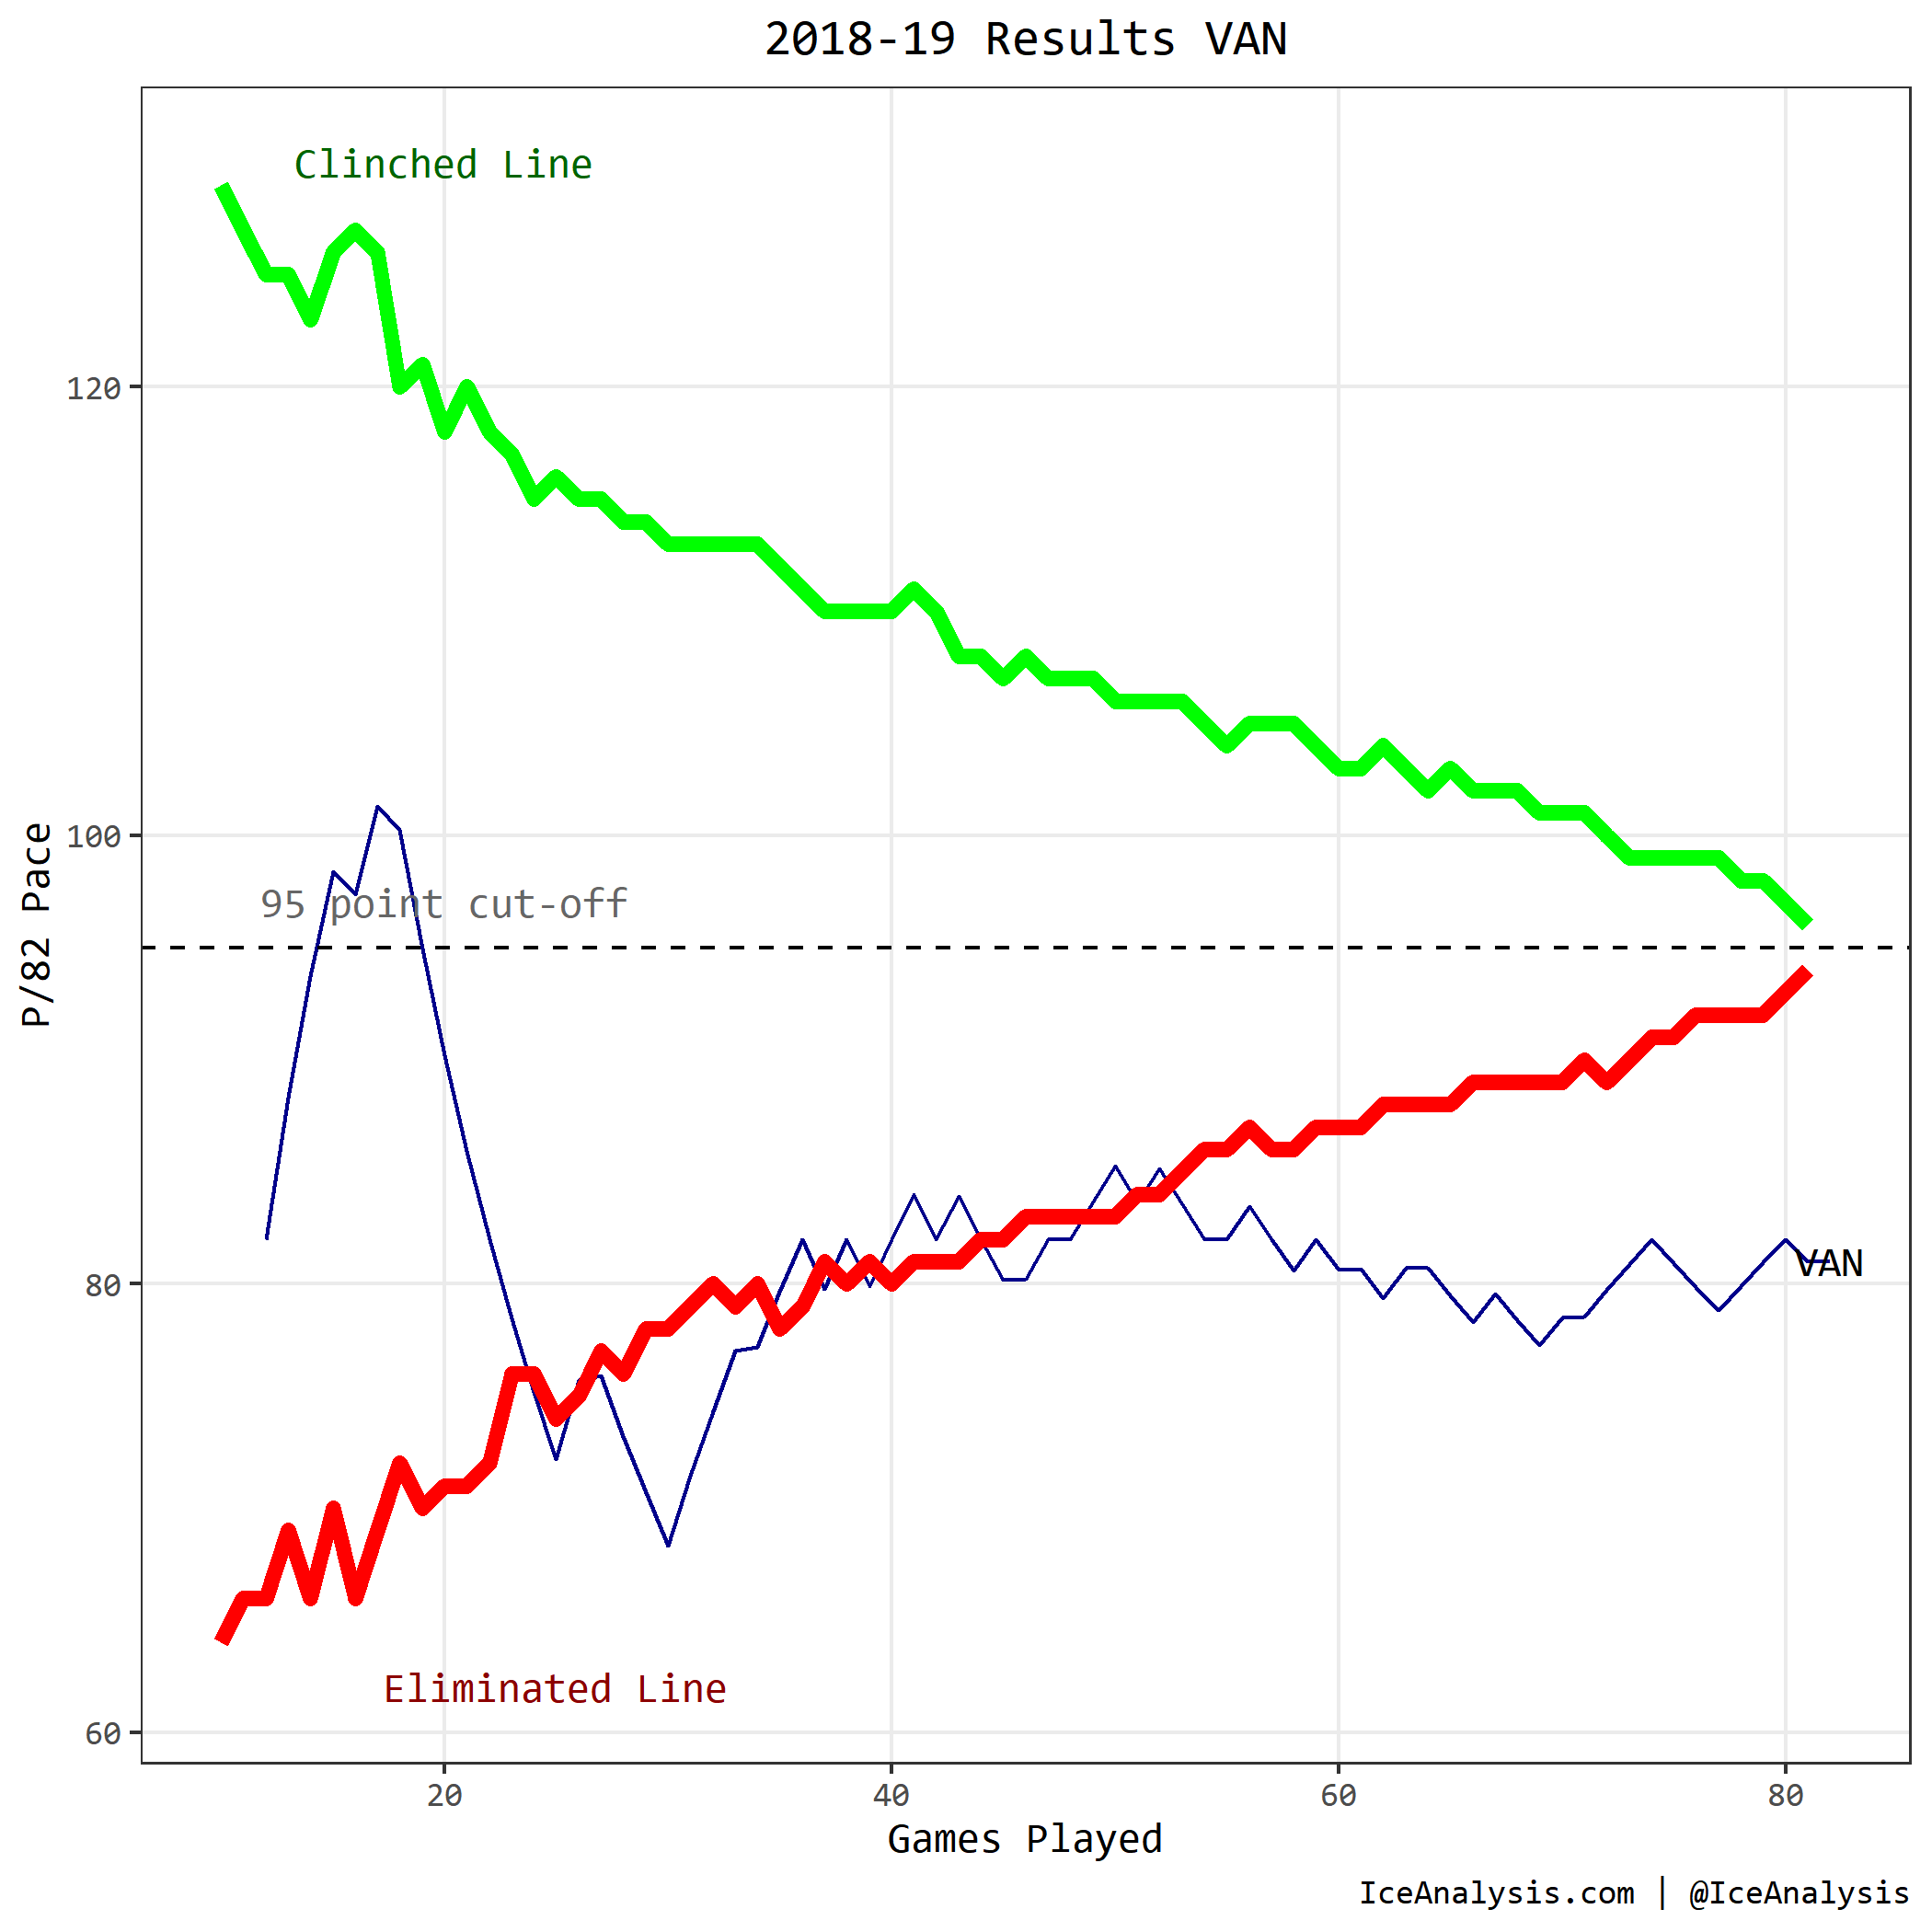 2018-19 Results VAN
Clinched Line
120
100
95 point cut-off
P/82 Pace
80
VAN
Eliminated Line
60
20 40 60 80
Games Played
IceAnalysis.com | @IceAnalysis